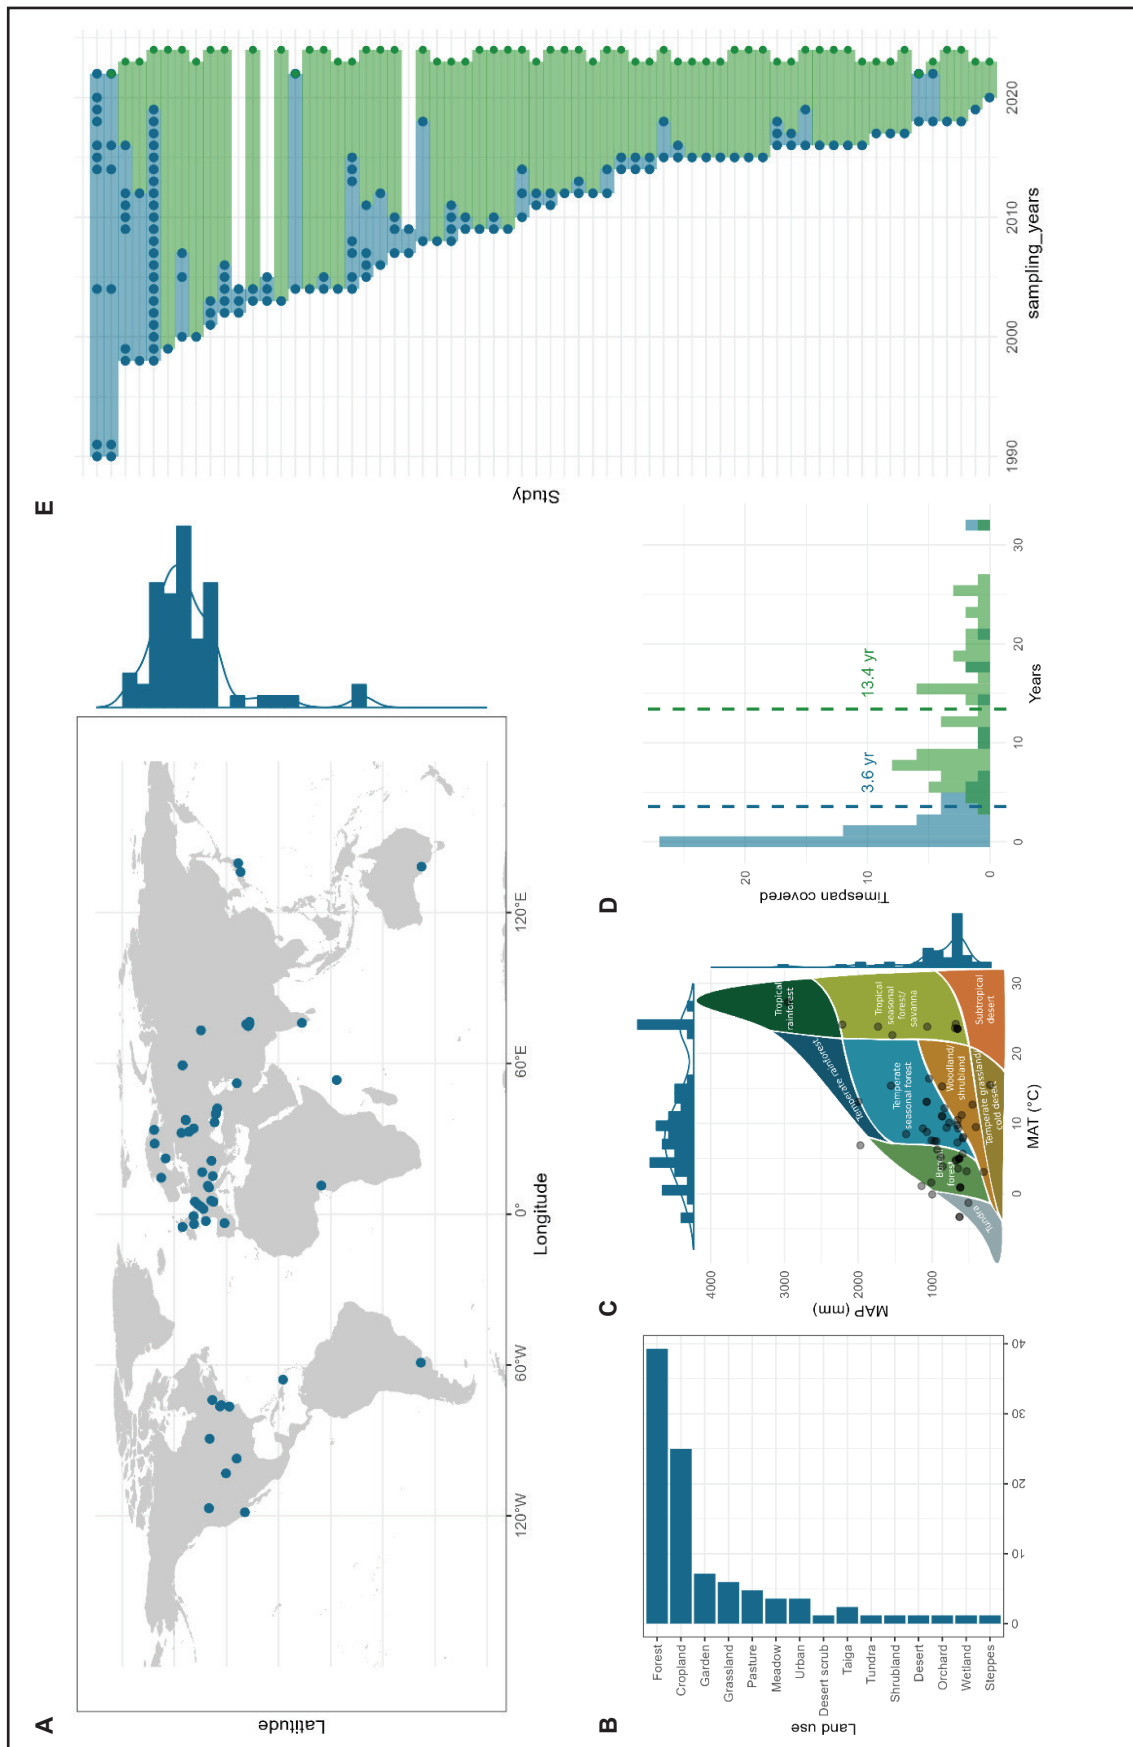 A
Latitude
120°W
60°W
0°
60°E
120°E
Longitude
B
Land use
Forest
Cropland
Garden
Grassland
Pasture
Meadow
Urban
Desert scrub
Taiga
Tundra
Shrubland
Desert
Orchard
Wetland
Steppes
0
10
20
30
40
C
MAP (mm)
4000
3000
2000
1000
0
10
20
30
MAT (°C)
Tundra
Boreal
forest
Temperate rainforest
Temperate
seasonal forest
Woodland/
shrubland
Temperate grassland/
cold desert
Tropical
rainforest
Tropical
seasonal
forest/
savanna
Subtropical
desert
D
Timespan covered
0
10
20
3.6 yr
13.4 yr
0
10
20
30
Years
E
Study
1990
2000
2010
2020
sampling_years